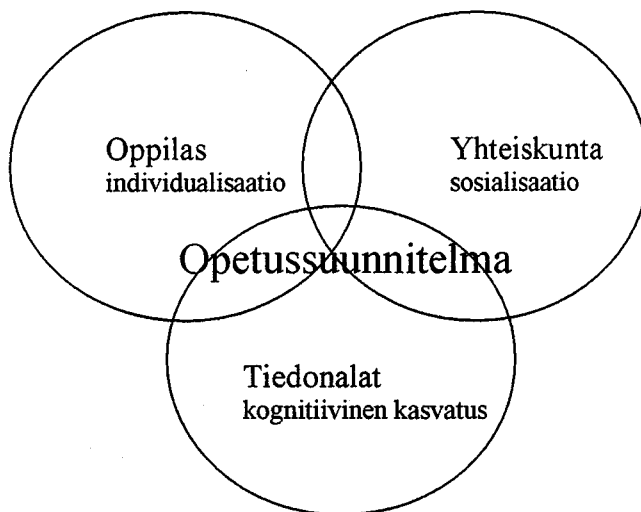 Oppilas
individualisaatio
Yhteiskunta
sosialisaatio
Opetussuunnitelma
Tiedonalat
kognitiivinen kasvatus